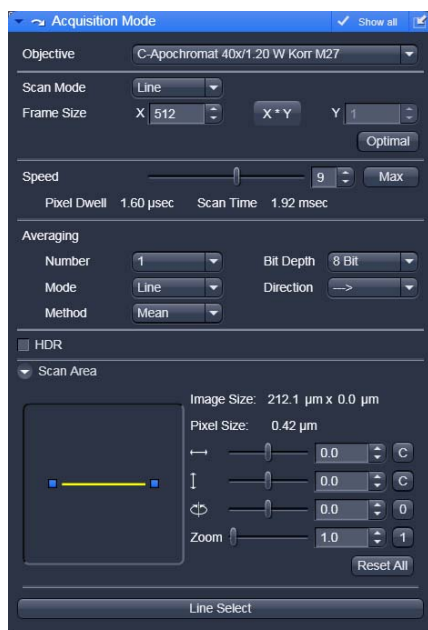 Acquisition Mode Show all
Objective C-Apochromat 40x/1.20 W Korr M27
Scan Mode Line
Frame Size X 512 X * Y Y 1
Optimal
Speed 9 Max
Pixel Dwell 1.60 µsec Scan Time 1.92 msec
Averaging
Number 1 Bit Depth 8 Bit
Mode Line Direction --->
Method Mean
HDR
Scan Area
Image Size: 212.1 µm x 0.0 µm
Pixel Size: 0.42 µm
0.0 C
0.0 C
0.0 0
Zoom 1.0 1
Reset All
Line Select